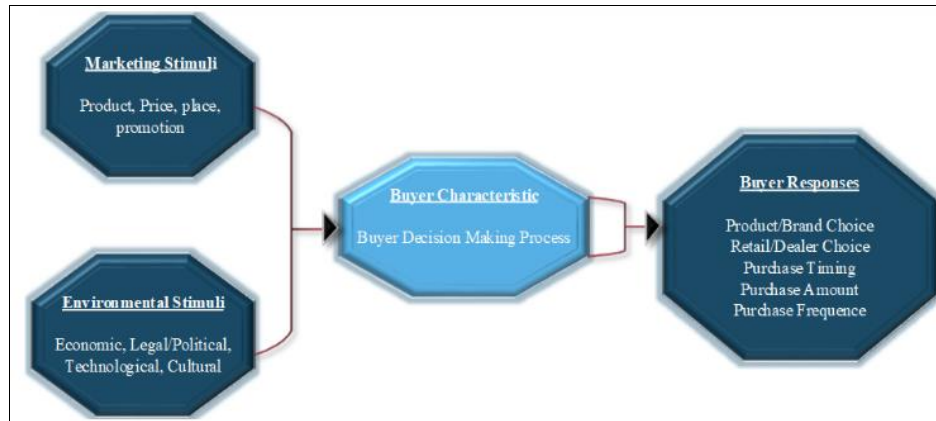 Marketing Stimuli
Product, Price, place,
promotion
Environmental Stimuli
Economic, Legal/Political,
Technological, Cultural
Buyer Characteristic
Buyer Decision Making Process
Buyer Responses
Product/Brand Choice
Retail/Dealer Choice
Purchase Timing
Purchase Amount
Purchase Frequence